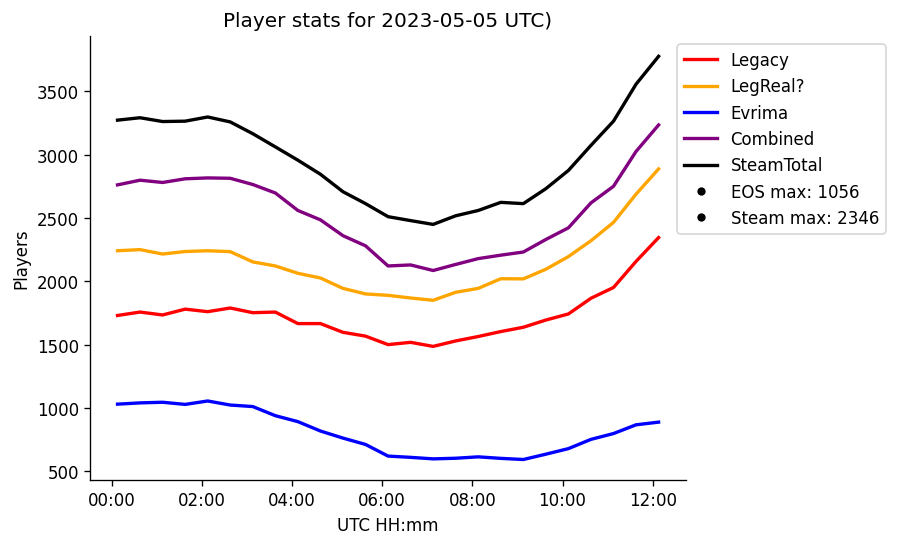 Player stats for 2023-05-05 UTC)
Legacy
LegReal?
Evrima
Combined
SteamTotal
EOS max: 1056
Steam max: 2346
Players
3500
3000
2500
2000
1500
1000
500
00:00 02:00 04:00 06:00 08:00 10:00 12:00
UTC HH:mm